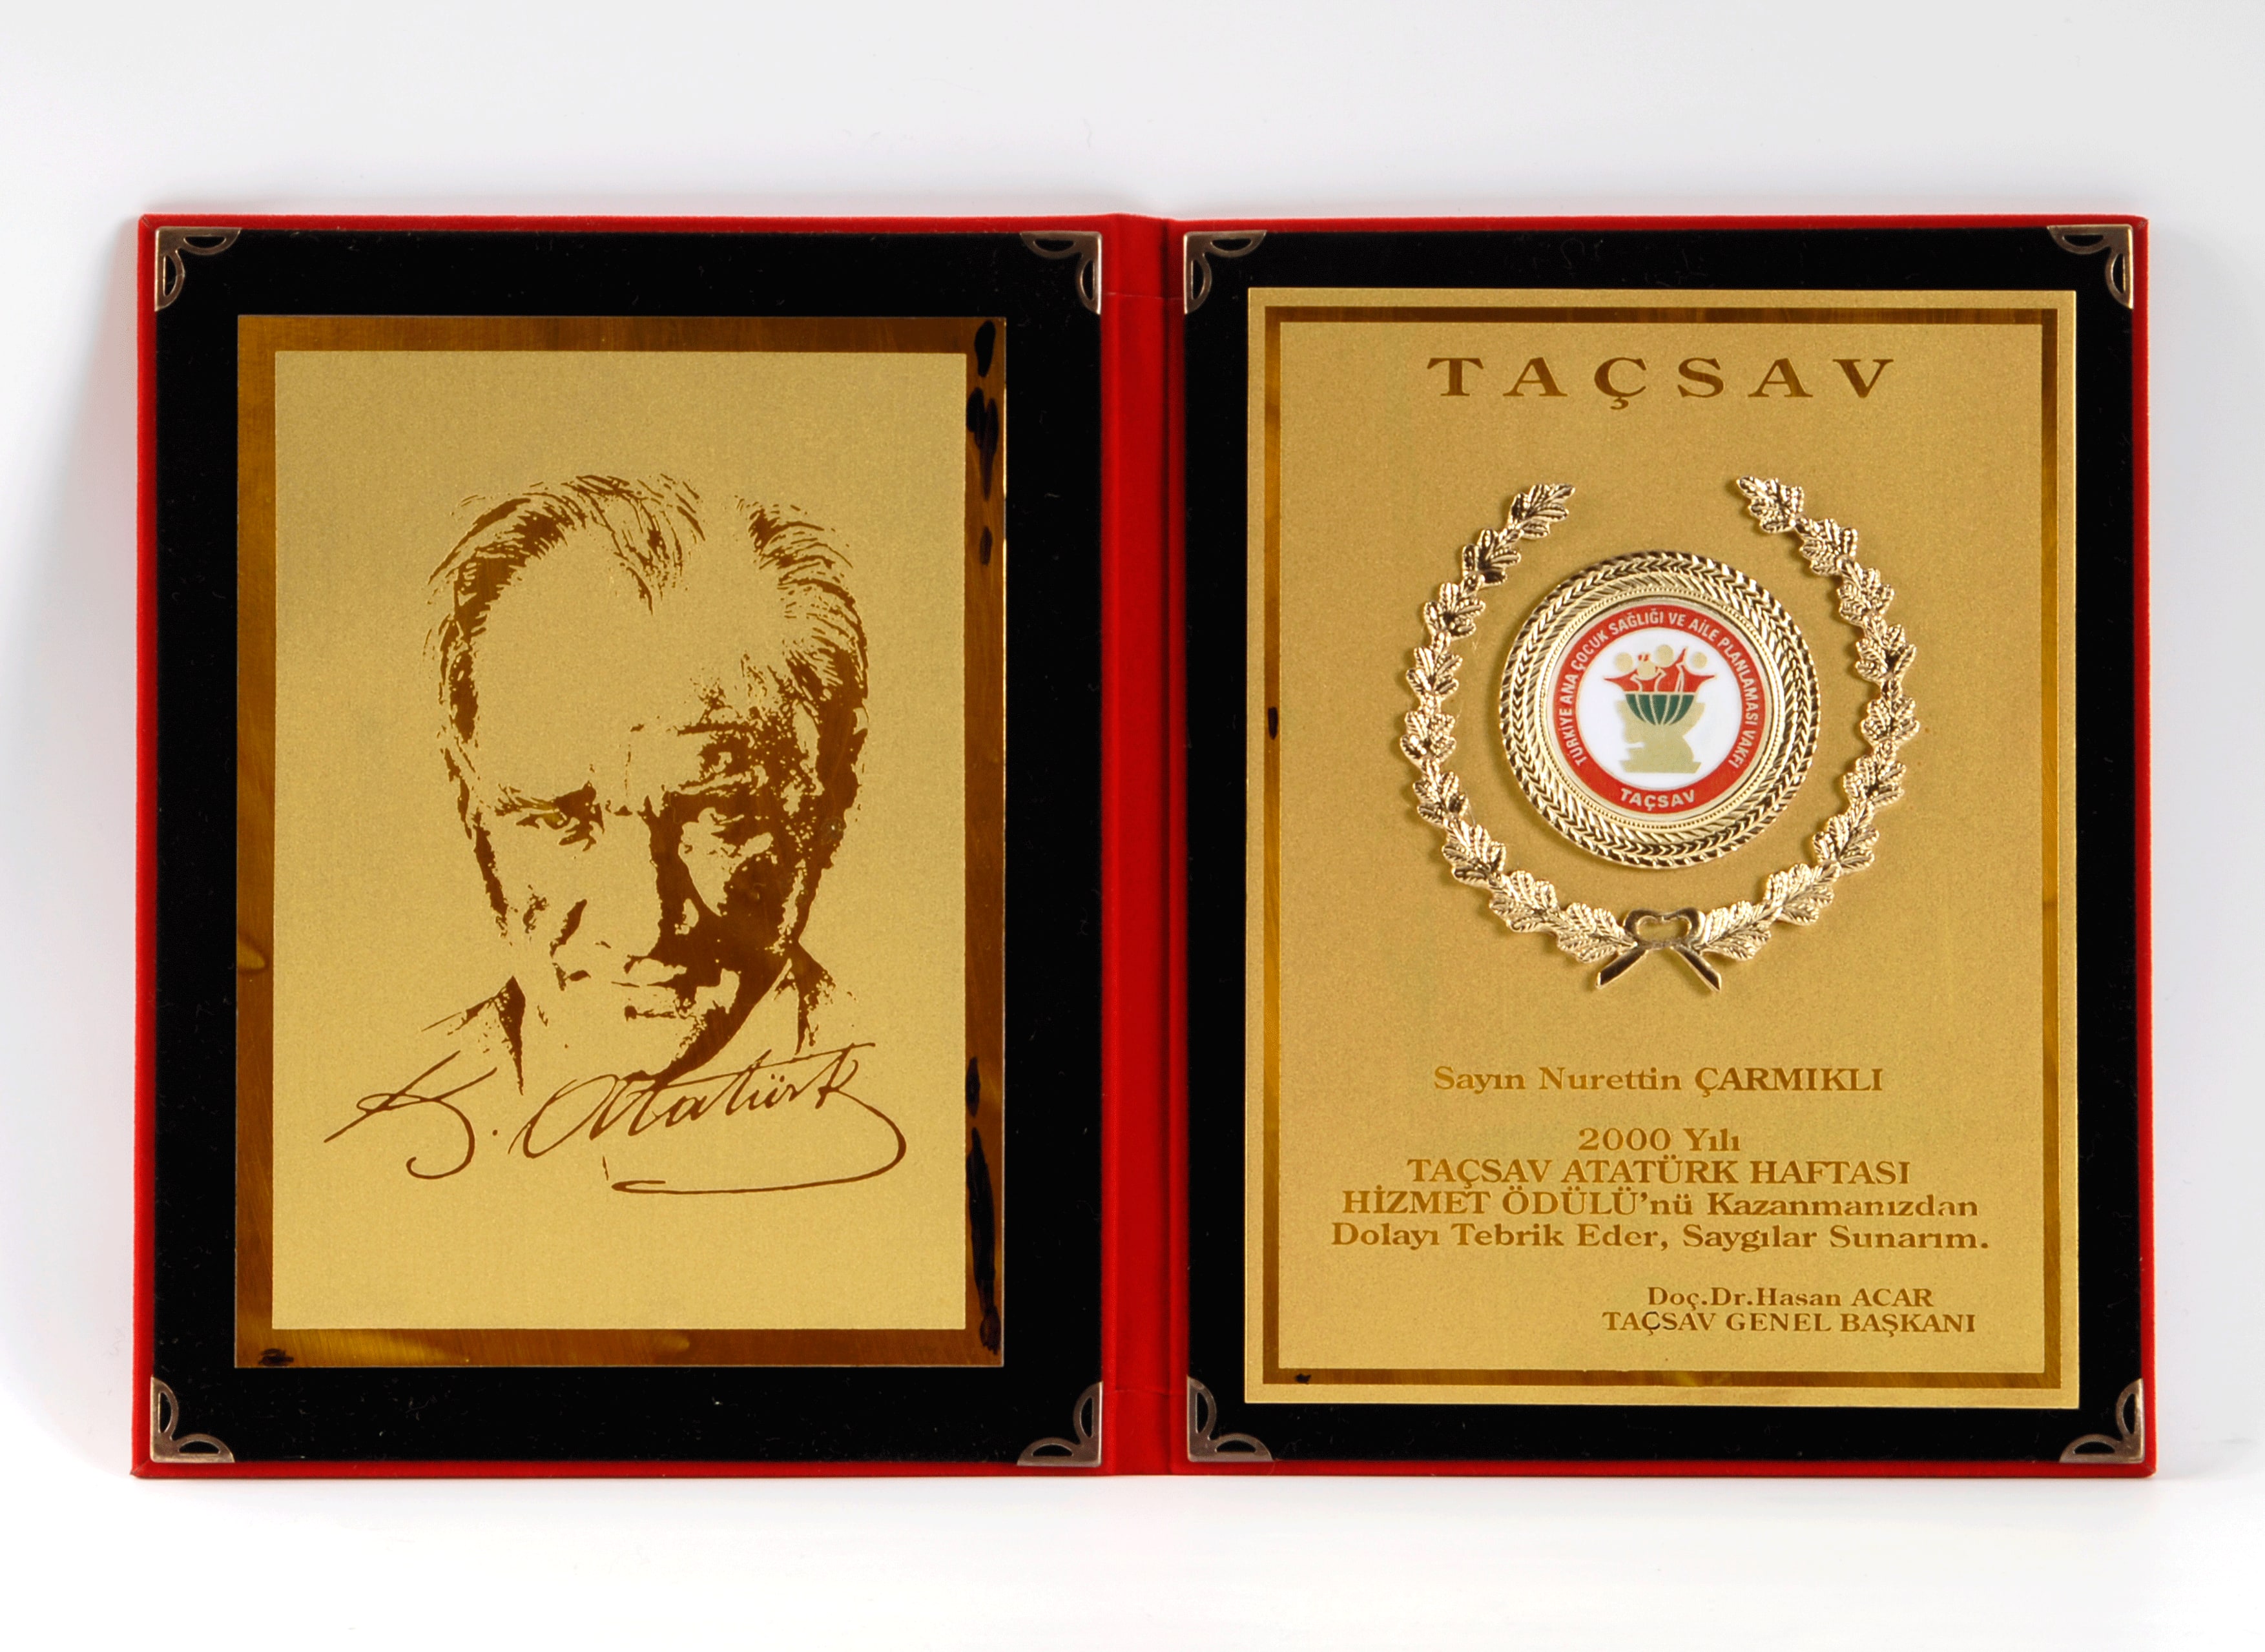 K. Atatürk
TAÇSAV
TÜRKİYE ANA ÇOCUK SAĞLIĞI VE AİLE PLANLAMASI VAKFI
TAÇSAV
Sayın Nurettin ÇARMIKLI
2000 Yılı
TAÇSAV ATATÜRK HAFTASI
HİZMET ÖDÜLÜ'nü Kazanmanızdan
Dolayı Tebrik Eder, Saygılar Sunarım.
Doç.Dr.Hasan ACAR
TAÇSAV GENEL BAŞKANI